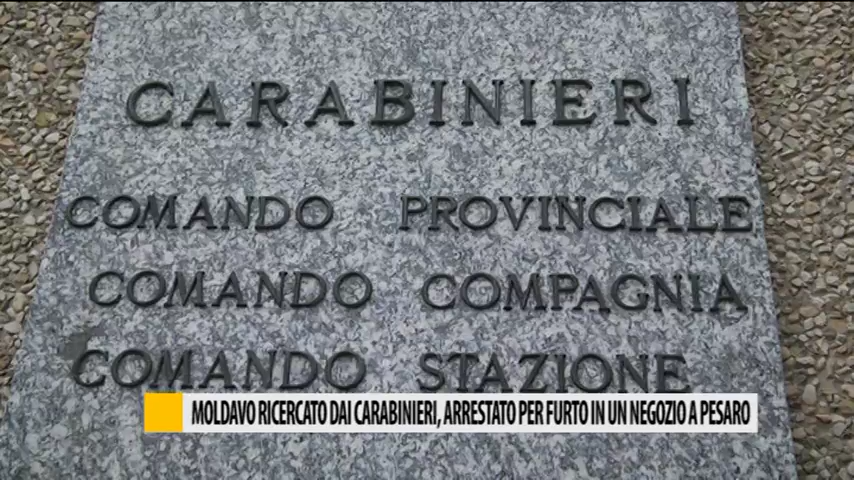 CARABINIERI
COMANDO PROVINCIALE
COMANDO COMPAGNIA
COMANDO STAZIONE
MOLDAVO RICERCATO DAI CARABINIERI, ARRESTATO PER FURTO IN UN NEGOZIO A PESARO